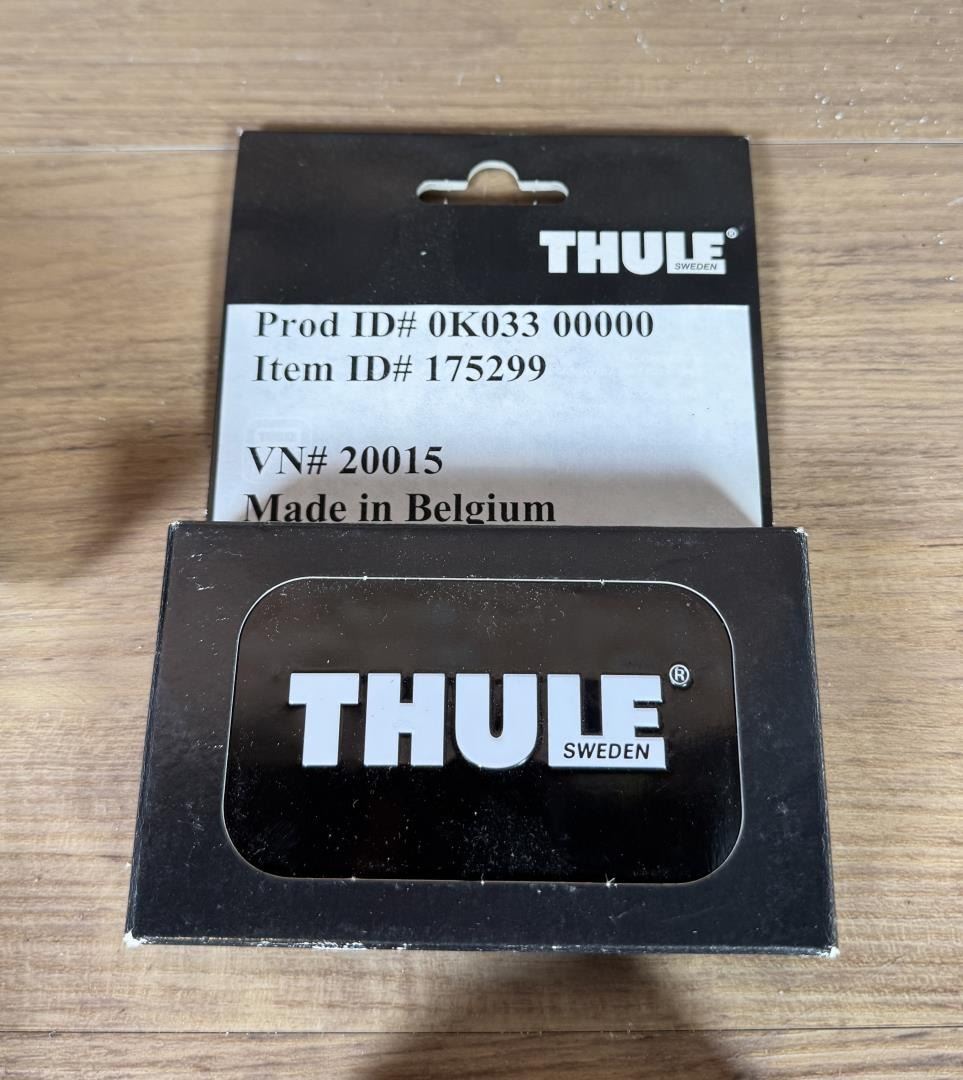 THULE®
SWEDEN
Prod ID# 0K033 00000
Item ID# 175299
VN# 20015
Made in Belgium
THULE®
SWEDEN